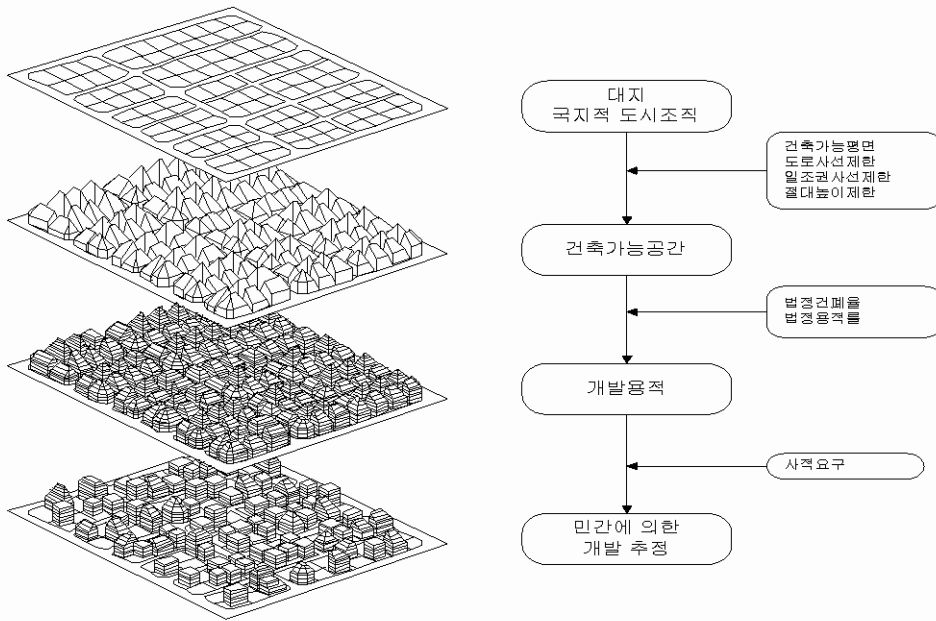 대지
국지적 도시조직
건축가능평면
도로사선제한
일조권사선제한
절대높이제한
건축가능공간
법정건폐율
법정용적률
개발용적
사적요구
민간에 의한
개발 추정